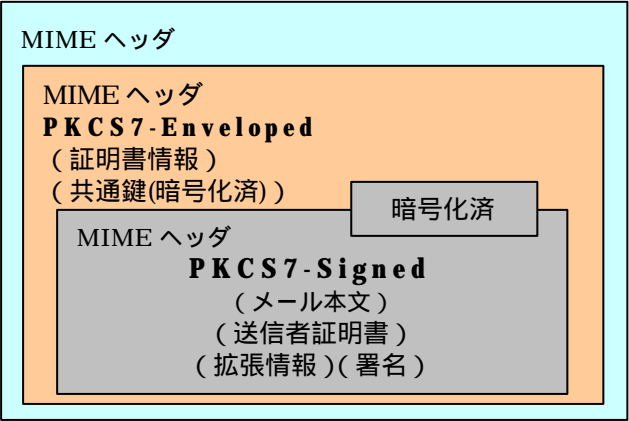 MIME ヘッダ
MIME ヘッダ
PKCS7-Enveloped
（証明書情報）
（共通鍵(暗号化済)）
暗号化済
MIME ヘッダ
PKCS7-Signed
（メール本文）
（送信者証明書）
（拡張情報）（署名）